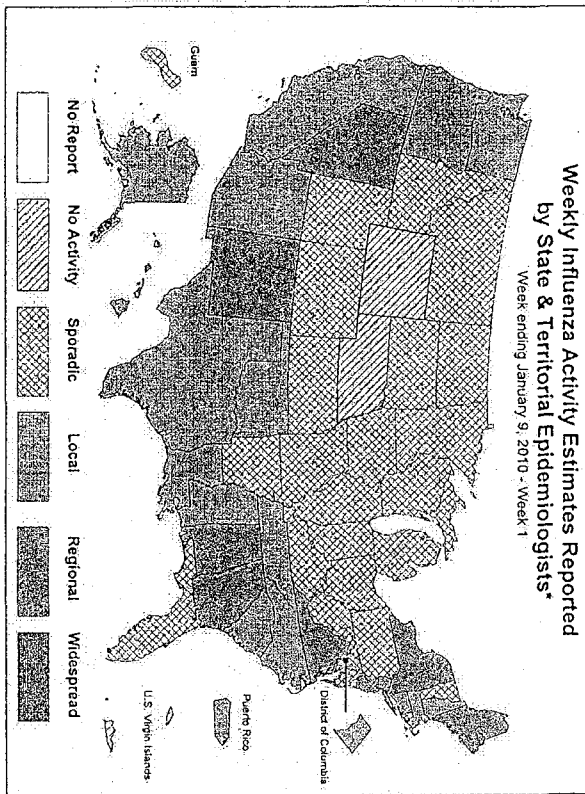 Weekly Influenza Activity Estimates Reported
by State & Territorial Epidemiologists*
Week ending January 9, 2010 - Week 1
District of Columbia
Puerto Rico
U.S. Virgin Islands
Guam
No Report
No Activity
Sporadic
Local
Regional
Widespread